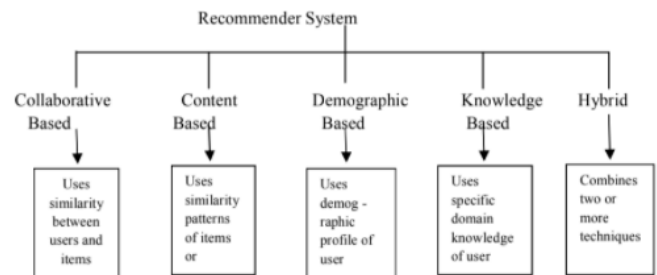 Recommender System
Collaborative
Based
Content
Based
Demographic
Based
Knowledge
Based
Hybrid
Uses
similarity
between
users and
items
Uses
similarity
patterns
of items
or
Uses
demog -
raphic
profile of
user
Uses
specific
domain
knowledge
of user
Combines
two or
more
techniques